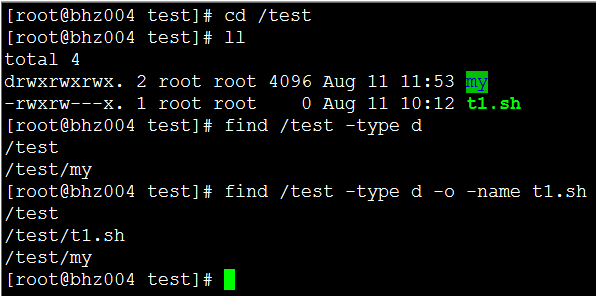 [root@bhz004 test]# cd /test
[root@bhz004 test]# ll
total 4
drwxrwxrwx. 2 root root 4096 Aug 11 11:53 my
-rwxrw---x. 1 root root    0 Aug 11 10:12 t1.sh
[root@bhz004 test]# find /test -type d
/test
/test/my
[root@bhz004 test]# find /test -type d -o -name t1.sh
/test
/test/t1.sh
/test/my
[root@bhz004 test]#